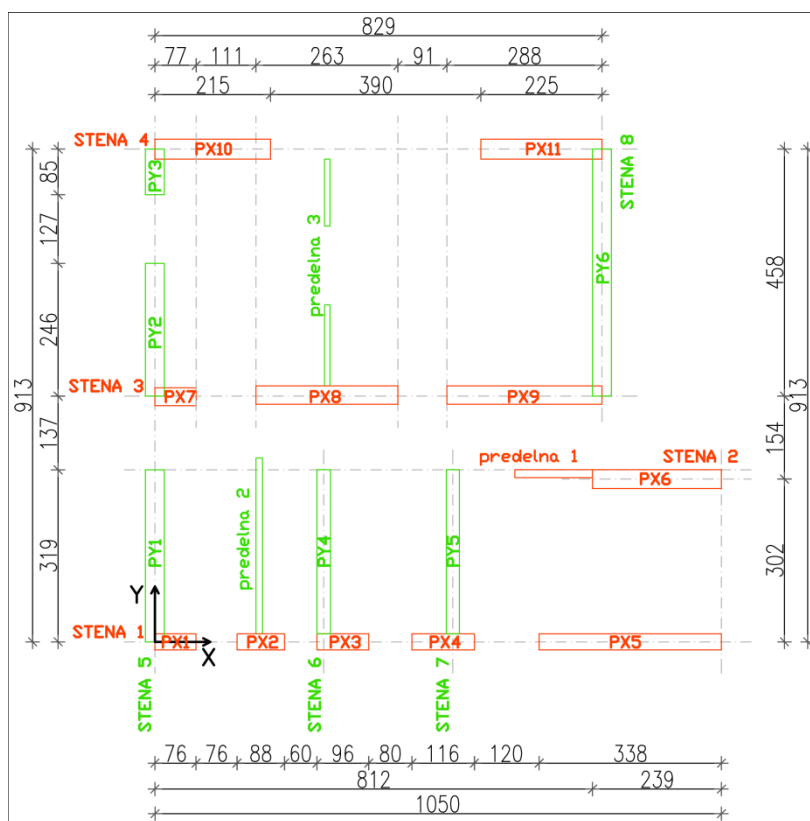 829
77 111 263 91 288
215 390 225
STENA 4 PX10 PX11 STENA 8
85 PY3
127 predelna 3
246 PY2 PY6 458
913 913
STENA 3 PX7 PX8 PX9
137 154
predelna 1 STENA 2
PX6
319 PY1 predelna 2 PY4 PY5 302
Y
X
STENA 1 PX1 PX2 PX3 PX4 PX5
STENA 5 STENA 6 STENA 7
76 76 88 60 96 80 116 120 338
812 239
1050